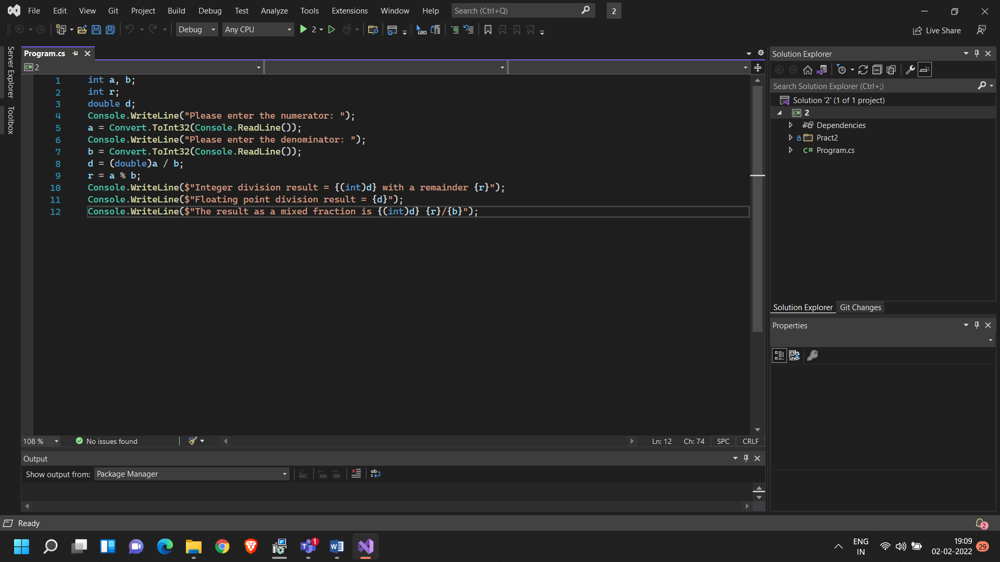 File Edit View Git Project Build Debug Test Analyze Tools Extensions Window Help Search (Ctrl+Q) 2
Debug Any CPU 2 Live Share
Server Explorer
Toolbox
Program.cs
C# 2
1 int a, b;
2 int r;
3 double d;
4 Console.WriteLine("Please enter the numerator: ");
5 a = Convert.ToInt32(Console.ReadLine());
6 Console.WriteLine("Please enter the denominator: ");
7 b = Convert.ToInt32(Console.ReadLine());
8 d = (double)a / b;
9 r = a % b;
10 Console.WriteLine($"Integer division result = {(int)d} with a remainder {r}");
11 Console.WriteLine($"Floating point division result = {d}");
12 Console.WriteLine($"The result as a mixed fraction is {(int)d} {r}/{b}");
108 % No issues found Ln: 12 Ch: 74 SPC CRLF
Output
Show output from: Package Manager
Solution Explorer
Search Solution Explorer (Ctrl+;)
Solution '2' (1 of 1 project)
C# 2
Dependencies
Pract2
C# Program.cs
Solution Explorer Git Changes
Properties
Ready 2
1
ENG
IN
19:09
02-02-2022
29